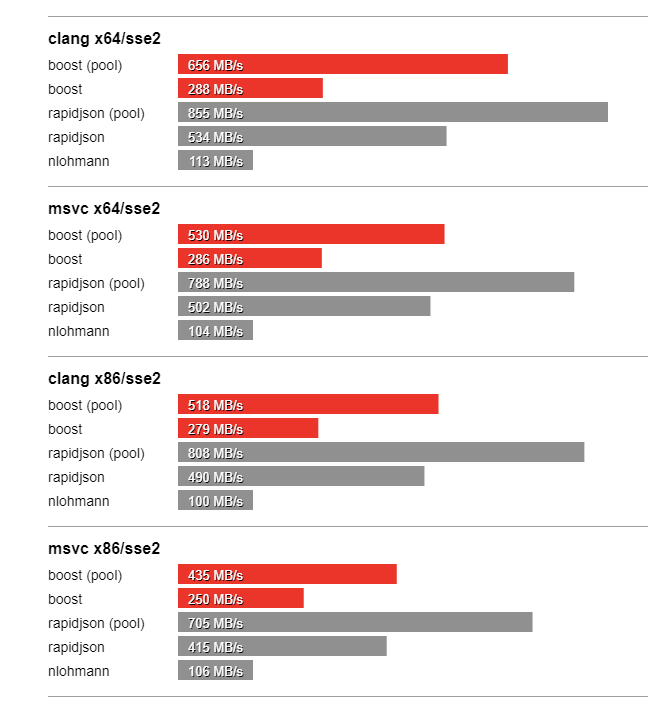 clang x64/sse2
boost (pool) 656 MB/s
boost 288 MB/s
rapidjson (pool) 855 MB/s
rapidjson 534 MB/s
nlohmann 113 MB/s
msvc x64/sse2
boost (pool) 530 MB/s
boost 286 MB/s
rapidjson (pool) 788 MB/s
rapidjson 502 MB/s
nlohmann 104 MB/s
clang x86/sse2
boost (pool) 518 MB/s
boost 279 MB/s
rapidjson (pool) 808 MB/s
rapidjson 490 MB/s
nlohmann 100 MB/s
msvc x86/sse2
boost (pool) 435 MB/s
boost 250 MB/s
rapidjson (pool) 705 MB/s
rapidjson 415 MB/s
nlohmann 106 MB/s